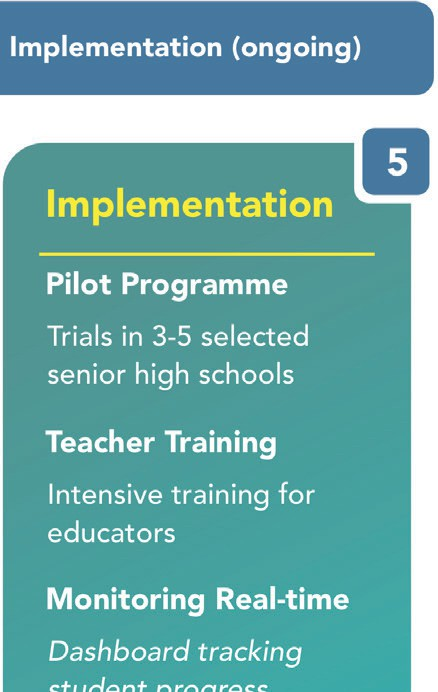 Implementation (ongoing)
5
Implementation
Pilot Programme
Trials in 3-5 selected
senior high schools
Teacher Training
Intensive training for
educators
Monitoring Real-time
Dashboard tracking
student progress